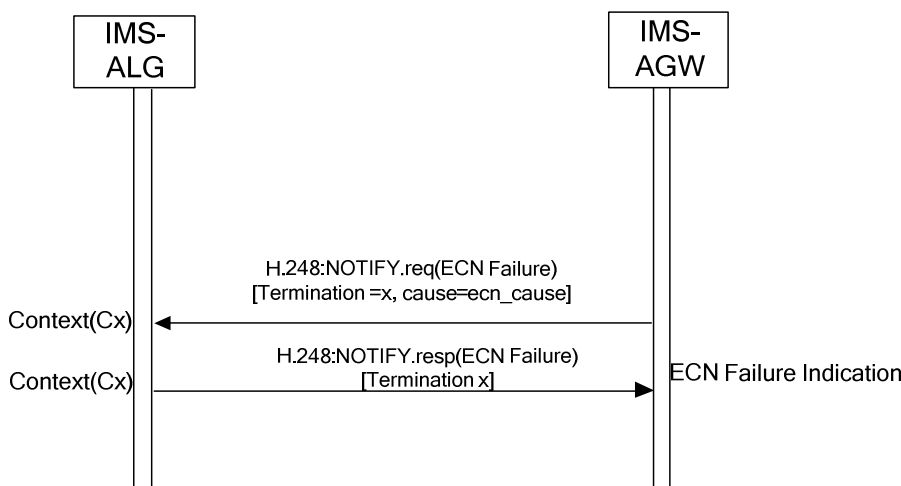 IMS-
ALG
IMS-
AGW
H.248:NOTIFY.req(ECN Failure)
[Termination =x, cause=ecn_cause]
Context(Cx)
H.248:NOTIFY.resp(ECN Failure)
[Termination x]
Context(Cx)
ECN Failure Indication